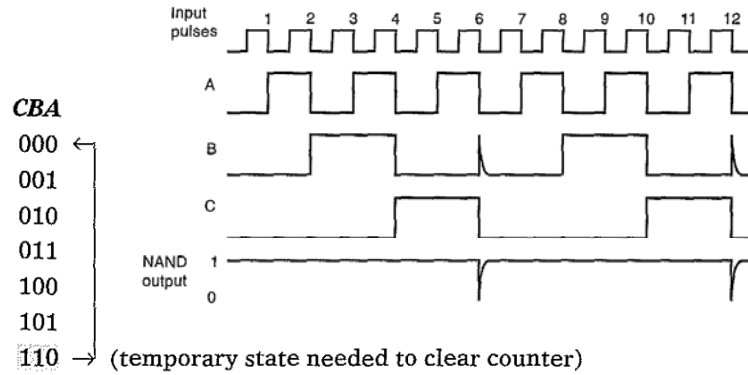 Input
pulses
1 2 3 4 5 6 7 8 9 10 11 12
A
B
C
NAND
output
1
0
CBA
000
001
010
011
100
101
110 (temporary state needed to clear counter)